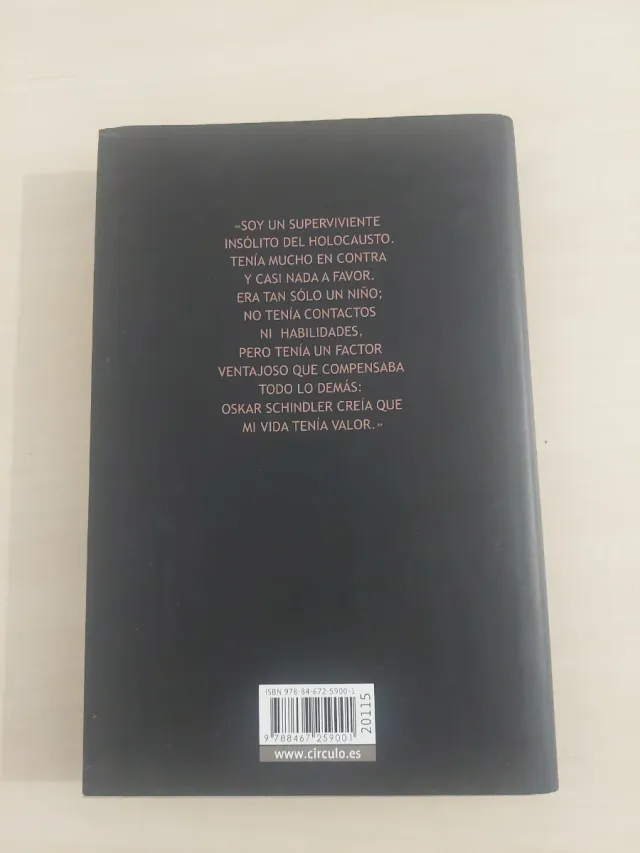 «SOY UN SUPERVIVIENTE
INSÓLITO DEL HOLOCAUSTO.
TENÍA MUCHO EN CONTRA
Y CASI NADA A FAVOR.
ERA TAN SÓLO UN NIÑO;
NO TENÍA CONTACTOS
NI HABILIDADES,
PERO TENÍA UN FACTOR
VENTAJOSO QUE COMPENSABA
TODO LO DEMÁS:
OSKAR SCHINDLER CREÍA QUE
MI VIDA TENÍA VALOR.»
ISBN 978-84-672-5900-1
20115
9 788467 259001
www.circulo.es